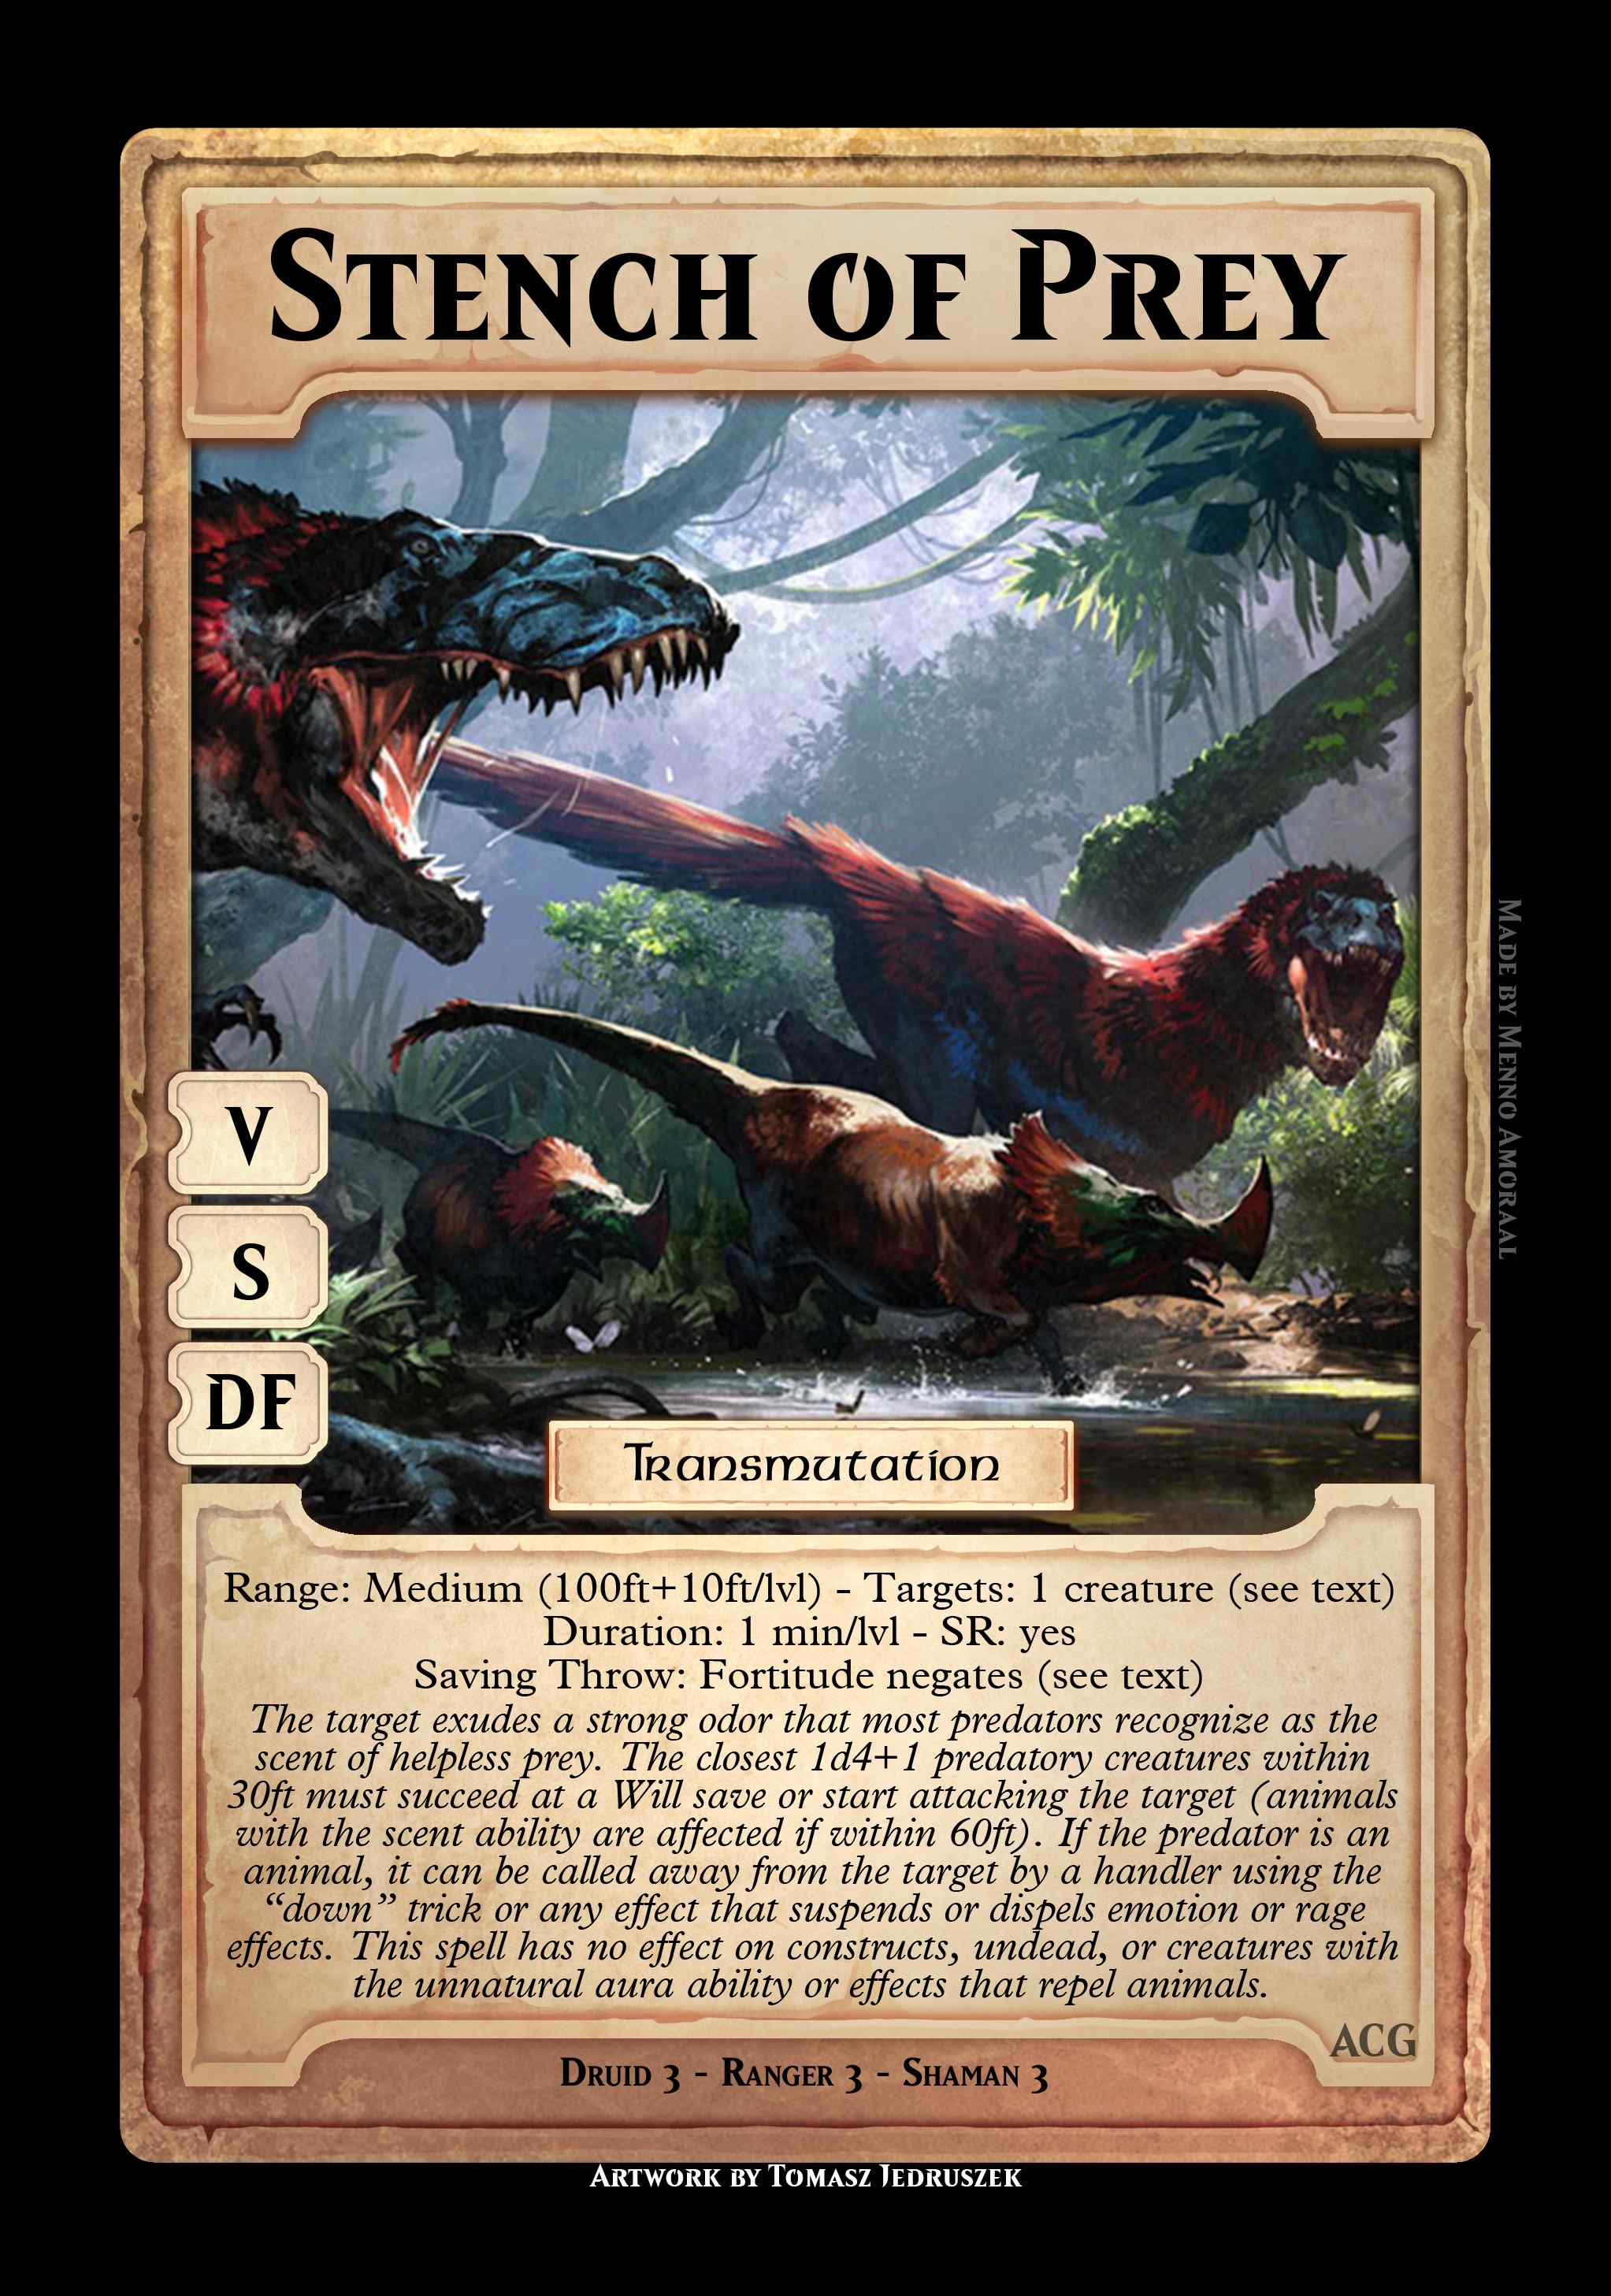 Stench of Prey
V
S
DF
Transmutation
Range: Medium (100ft+10ft/lvl) - Targets: 1 creature (see text)
Duration: 1 min/lvl - SR: yes
Saving Throw: Fortitude negates (see text)
The target exudes a strong odor that most predators recognize as the
scent of helpless prey. The closest 1d4+1 predatory creatures within
30ft must succeed at a Will save or start attacking the target (animals
with the scent ability are affected if within 60ft). If the predator is an
animal, it can be called away from the target by a handler using the
“down” trick or any effect that suspends or dispels emotion or rage
effects. This spell has no effect on constructs, undead, or creatures with
the unnatural aura ability or effects that repel animals.
ACG
Druid 3 - Ranger 3 - Shaman 3
Artwork by Tomasz Jedruszek
Made by Menno Amoraal